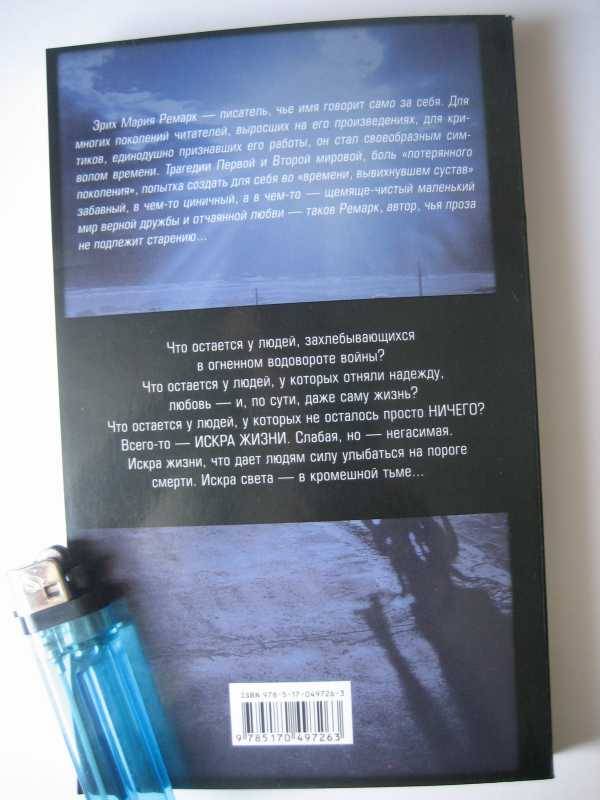 Эрих Мария Ремарк — писатель, чье имя говорит само за себя. Для
многих поколений читателей, выросших на его произведениях, для кри-
тиков, единодушно признавших его работы, он стал своеобразным сим-
волом времени. Трагедии Первой и Второй мировой, боль «потерянного
поколения», попытка создать для себя во «времени, вывихнувшем сустав»
забавный, в чем-то циничный, а в чем-то — щемяще-чистый маленький
мир верной дружбы и отчаянной любви — таков Ремарк, автор, чья проза
не подлежит старению...
Что остается у людей, захлебывающихся
в огненном водовороте войны?
Что остается у людей, у которых отняли надежду,
любовь — и, по сути, даже саму жизнь?
Что остается у людей, у которых не осталось просто НИЧЕГО?
Всего-то — ИСКРА ЖИЗНИ. Слабая, но — негасимая.
Искра жизни, что дает людям силу улыбаться на пороге
смерти. Искра света — в кромешной тьме...
ISBN 978-5-17-049726-3
9785170497263